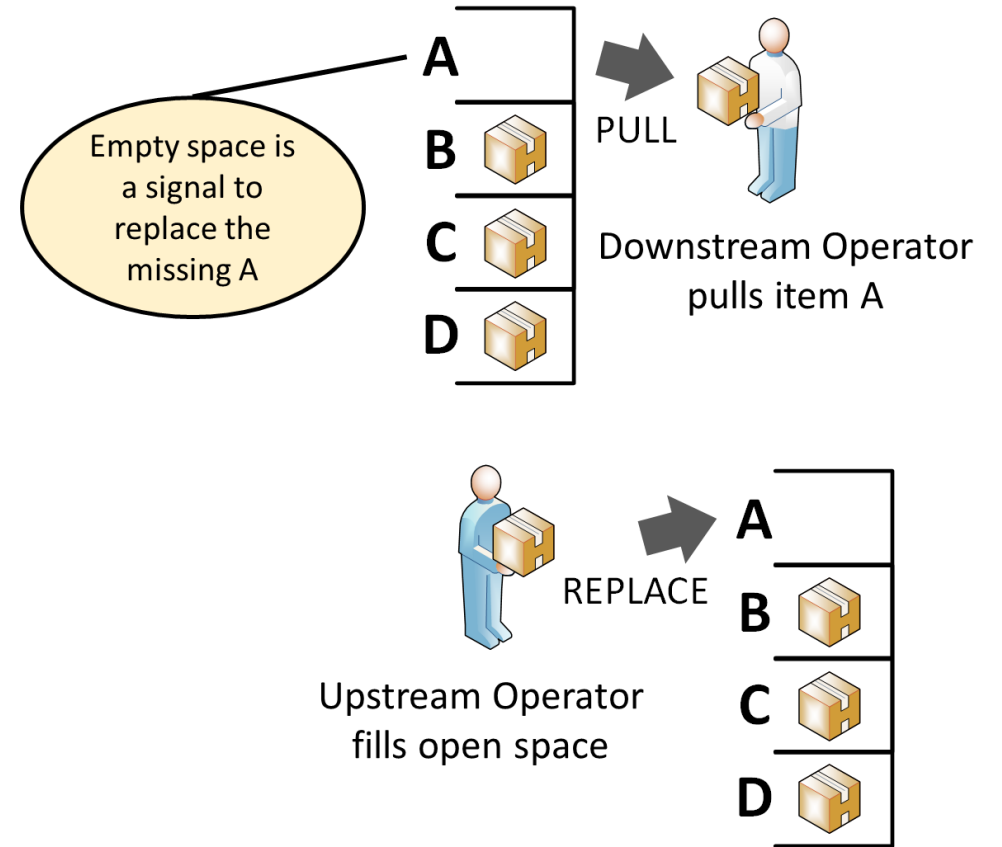 A
PULL
Empty space is
a signal to
replace the
missing A
B
C
D
Downstream Operator
pulls item A
A
REPLACE
B
Upstream Operator
fills open space
C
D